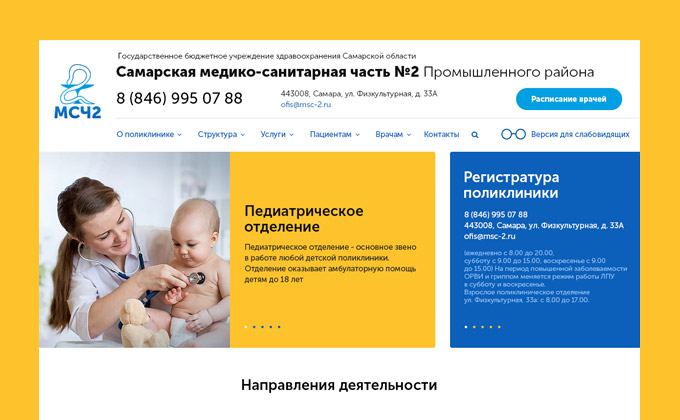 Государственное бюджетное учреждение здравоохранения Самарской области
Самарская медико-санитарная часть №2 Промышленного района
МСЧ2
8 (846) 995 07 88
443008, Самара, ул. Физкультурная, д. 33А
ofis@msc-2.ru
Расписание врачей
О поликлинике Структура Услуги Пациентам Врачам Контакты Версия для слабовидящих
Педиатрическое
отделение
Педиатрическое отделение - основное звено
в работе любой детской поликлиники.
Отделение оказывает амбулаторную помощь
детям до 18 лет
Регистратура
поликлиники
8 (846) 995 07 88
443008, Самара, ул. Физкультурная, д. 33А
ofis@msc-2.ru
(ежедневно с 8.00 до 20.00,
субботу с 9.00 до 15.00, воскресенье с 9.00
до 15.00) На период повышенной заболеваемости
ОРВИ и гриппом меняется режим работы ЛПУ
в субботу и воскресенье.
Взрослое поликлиническое отделение
ул. Физкультурная, 33а: с 8.00 до 17.00.
Направления деятельности